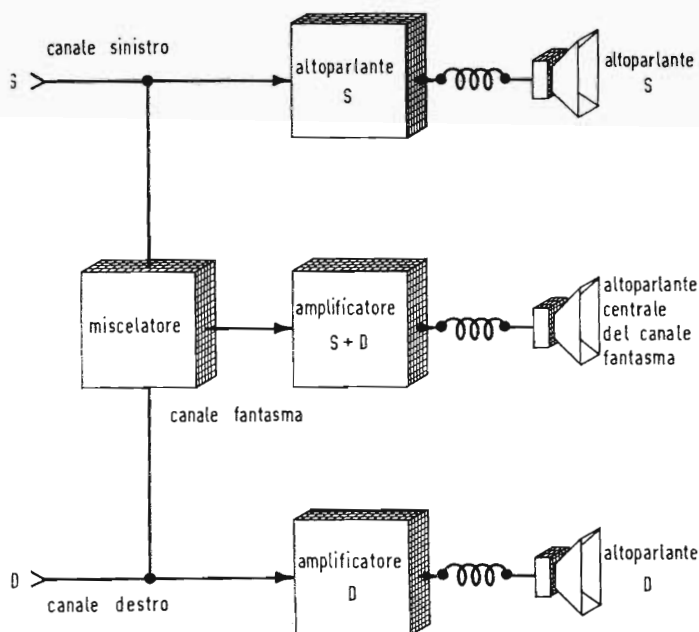 canale sinistro
S
altoparlante
S
altoparlante
S
miscelatore
amplificatore
S + D
altoparlante
centrale
del canale
fantasma
canale fantasma
D
canale destro
amplificatore
D
altoparlante
D